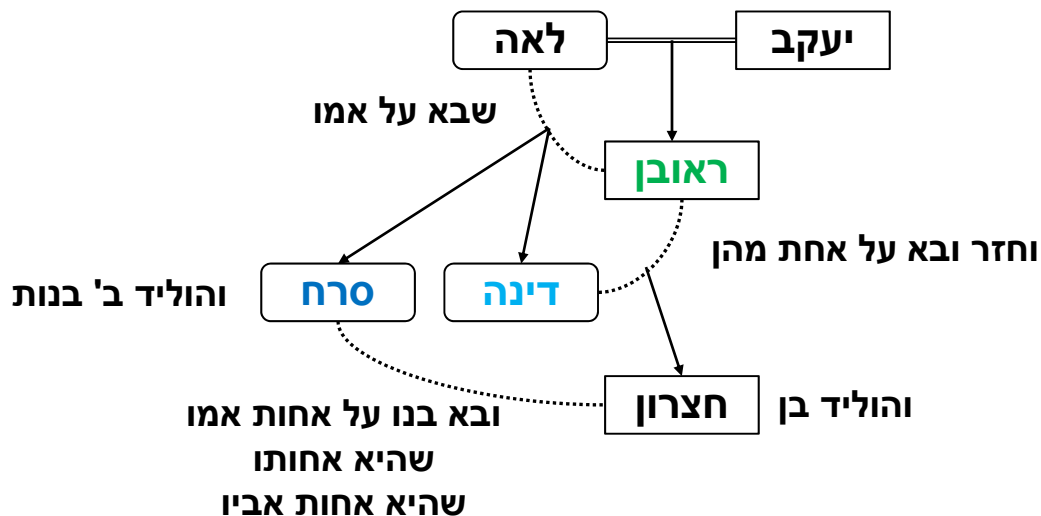 יעקב
לאה
שבא על אמו
ראובן
וחזר ובא על אחת מהן
דינה
סרח
והוליד ב' בנות
חצרון
והוליד בן
ובא בנו על אחות אמו
שהיא אחותו
שהיא אחות אביו